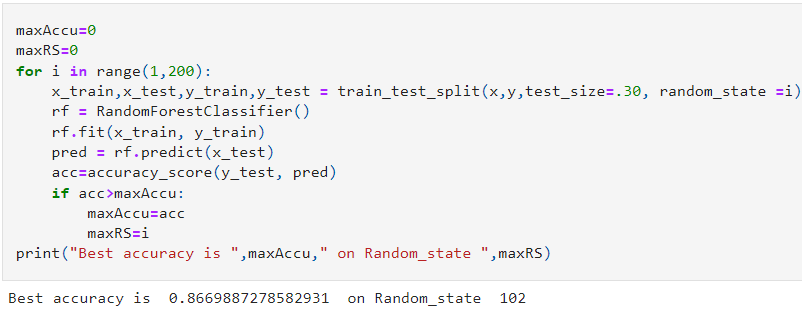 maxAccu=0
maxRS=0
for i in range(1,200):
    x_train,x_test,y_train,y_test = train_test_split(x,y,test_size=.30, random_state =i)
    rf = RandomForestClassifier()
    rf.fit(x_train, y_train)
    pred = rf.predict(x_test)
    acc=accuracy_score(y_test, pred)
    if acc>maxAccu:
        maxAccu=acc
        maxRS=i
print("Best accuracy is ",maxAccu," on Random_state ",maxRS)
Best accuracy is  0.8669887278582931  on Random_state  102